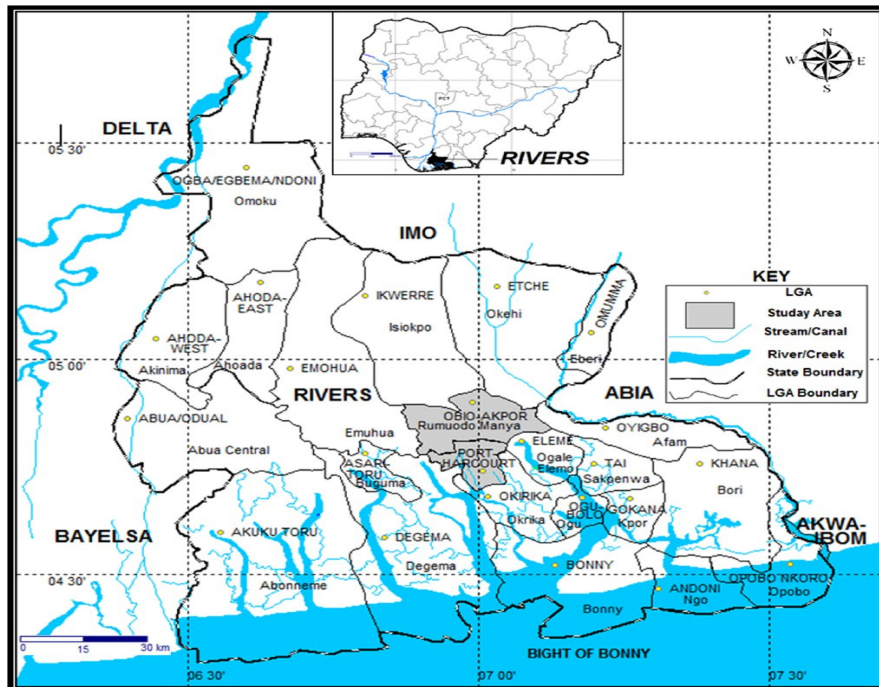 N
W E
S
FCT
RIVERS
DELTA
05 30'
OGBA/EGBEMA/NDONI
Omoku
IMO
KEY
LGA
Studay Area
Stream/Canal
River/Creek
State Boundary
LGA Boundary
AHODA-
EAST
IKWERRE
ETCHE
Isiokpo
Okehi
OMUMMA
AHODA-
WEST
05 00'
Akinima
Ahoada
EMOHUA
Eberi
RIVERS
ABIA
OBIO-AKPOR
Rumuodo Manya
ABUA/ODUAL
Abua Central
Emuhua
OYIGBO
Afam
ELEME
Ogale
Elemo
PORT-
HARCOURT
ASARI-
TORU
Buguma
TAI
Sakpenwa
KHANA
Bori
OKIRIKA
Okrika
OGU-
BOLO
Ogu
GOKANA
Kpor
AKWA-
IBOM
BAYELSA
AKUKU TORU
DEGEMA
Degema
BONNY
04 30'
Abonneme
Bonny
ANDONI
Ngo
OPOBO NKORO
Opobo
0 15 30 km
BIGHT OF BONNY
06 30'
07 00'
07 30'